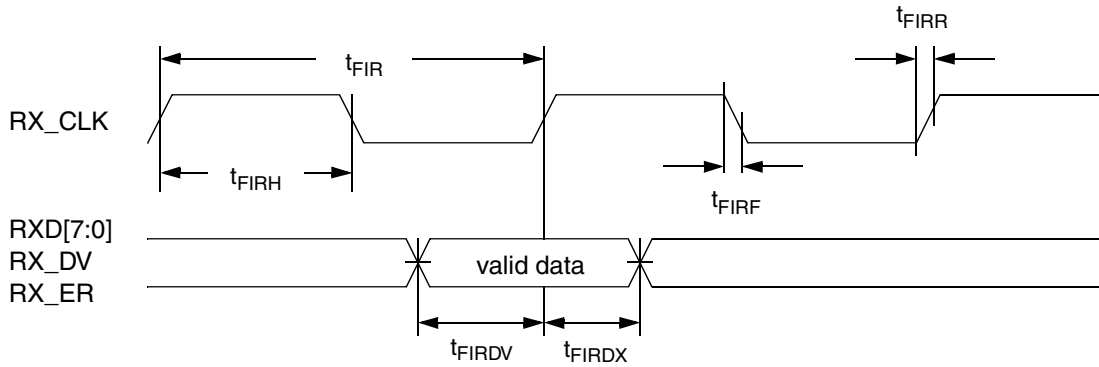 tFIRR
tFIR
RX_CLK
tFIRH
tFIRF
RXD[7:0]
RX_DV
valid data
RX_ER
tFIRDV
tFIRDX